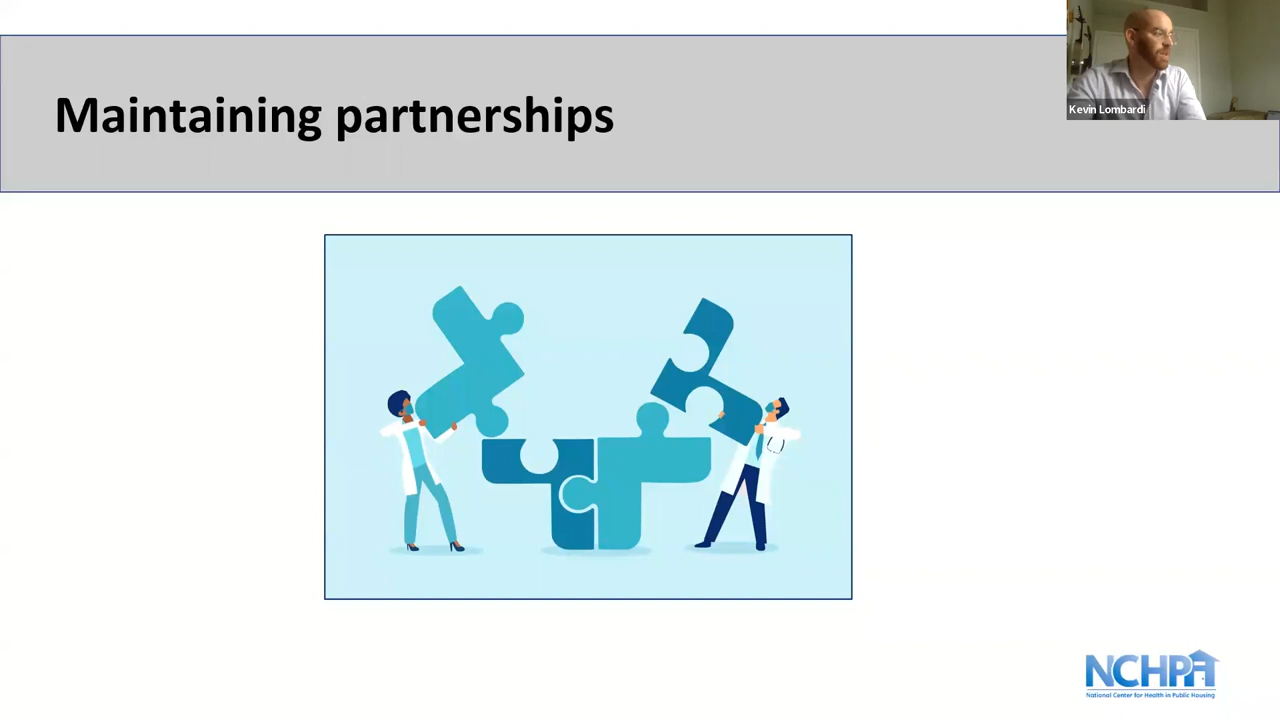 Maintaining partnerships
Kevin Lombardi
NCHPH
National Center for Health in Public Housing